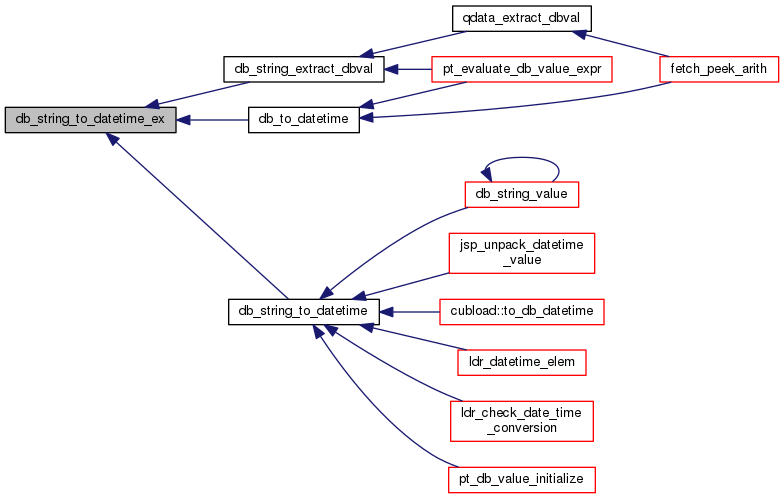 qdata_extract_dbval
db_string_extract_dbval
pt_evaluate_db_value_expr
fetch_peek_arith
db_string_to_datetime_ex
db_to_datetime
db_string_value
jsp_unpack_datetime
_value
db_string_to_datetime
cubload::to_db_datetime
ldr_datetime_elem
ldr_check_date_time
_conversion
pt_db_value_initialize